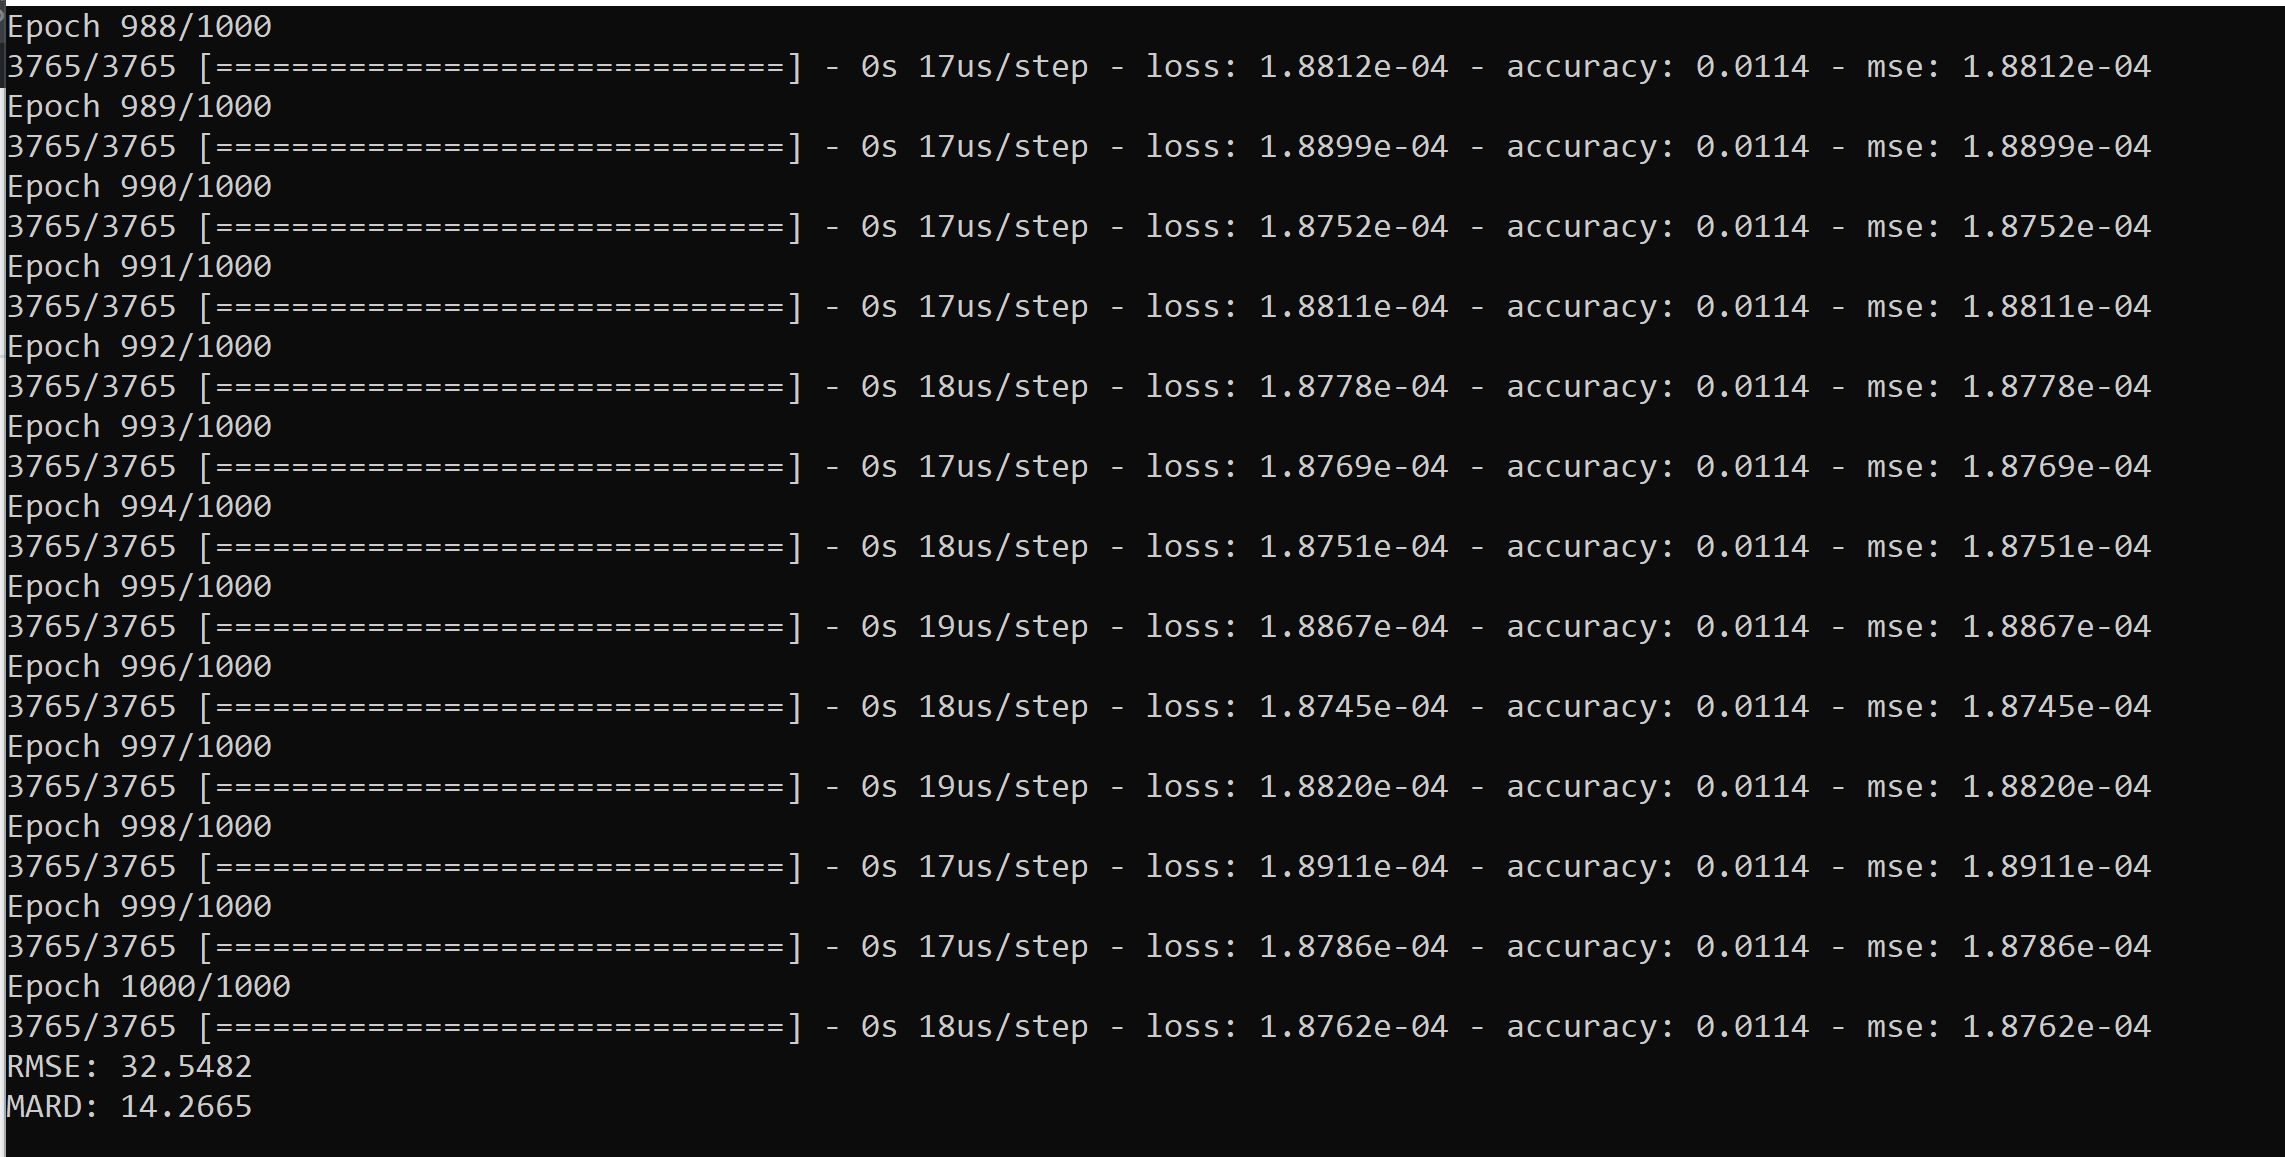 Epoch 988/1000
3765/3765 [==============================] - 0s 17us/step - loss: 1.8812e-04 - accuracy: 0.0114 - mse: 1.8812e-04
Epoch 989/1000
3765/3765 [==============================] - 0s 17us/step - loss: 1.8899e-04 - accuracy: 0.0114 - mse: 1.8899e-04
Epoch 990/1000
3765/3765 [==============================] - 0s 17us/step - loss: 1.8752e-04 - accuracy: 0.0114 - mse: 1.8752e-04
Epoch 991/1000
3765/3765 [==============================] - 0s 17us/step - loss: 1.8811e-04 - accuracy: 0.0114 - mse: 1.8811e-04
Epoch 992/1000
3765/3765 [==============================] - 0s 18us/step - loss: 1.8778e-04 - accuracy: 0.0114 - mse: 1.8778e-04
Epoch 993/1000
3765/3765 [==============================] - 0s 17us/step - loss: 1.8769e-04 - accuracy: 0.0114 - mse: 1.8769e-04
Epoch 994/1000
3765/3765 [==============================] - 0s 18us/step - loss: 1.8751e-04 - accuracy: 0.0114 - mse: 1.8751e-04
Epoch 995/1000
3765/3765 [==============================] - 0s 19us/step - loss: 1.8867e-04 - accuracy: 0.0114 - mse: 1.8867e-04
Epoch 996/1000
3765/3765 [==============================] - 0s 18us/step - loss: 1.8745e-04 - accuracy: 0.0114 - mse: 1.8745e-04
Epoch 997/1000
3765/3765 [==============================] - 0s 19us/step - loss: 1.8820e-04 - accuracy: 0.0114 - mse: 1.8820e-04
Epoch 998/1000
3765/3765 [==============================] - 0s 17us/step - loss: 1.8911e-04 - accuracy: 0.0114 - mse: 1.8911e-04
Epoch 999/1000
3765/3765 [==============================] - 0s 17us/step - loss: 1.8786e-04 - accuracy: 0.0114 - mse: 1.8786e-04
Epoch 1000/1000
3765/3765 [==============================] - 0s 18us/step - loss: 1.8762e-04 - accuracy: 0.0114 - mse: 1.8762e-04
RMSE: 32.5482
MARD: 14.2665